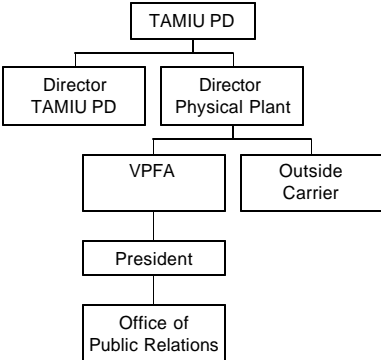 TAMIU PD
Director
TAMIU PD
Director
Physical Plant
VPFA
Outside
Carrier
President
Office of
Public Relations